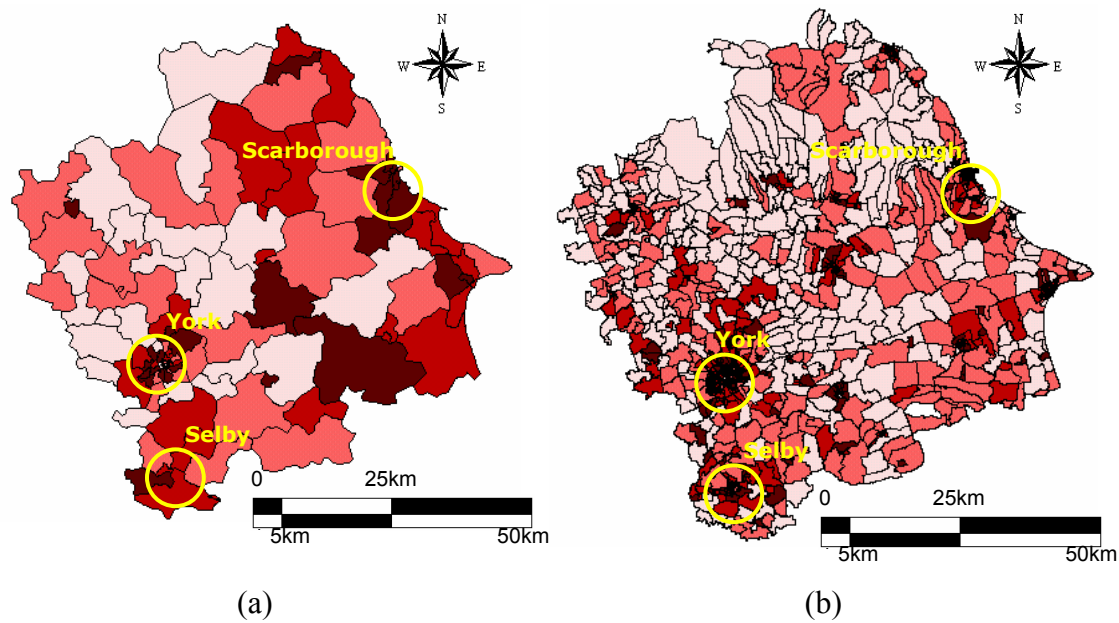 N
W E
S
Scarborough
York
Selby
0 25km
5km 50km
(a)
N
W E
S
Scarborough
York
Selby
0 25km
5km 50km
(b)